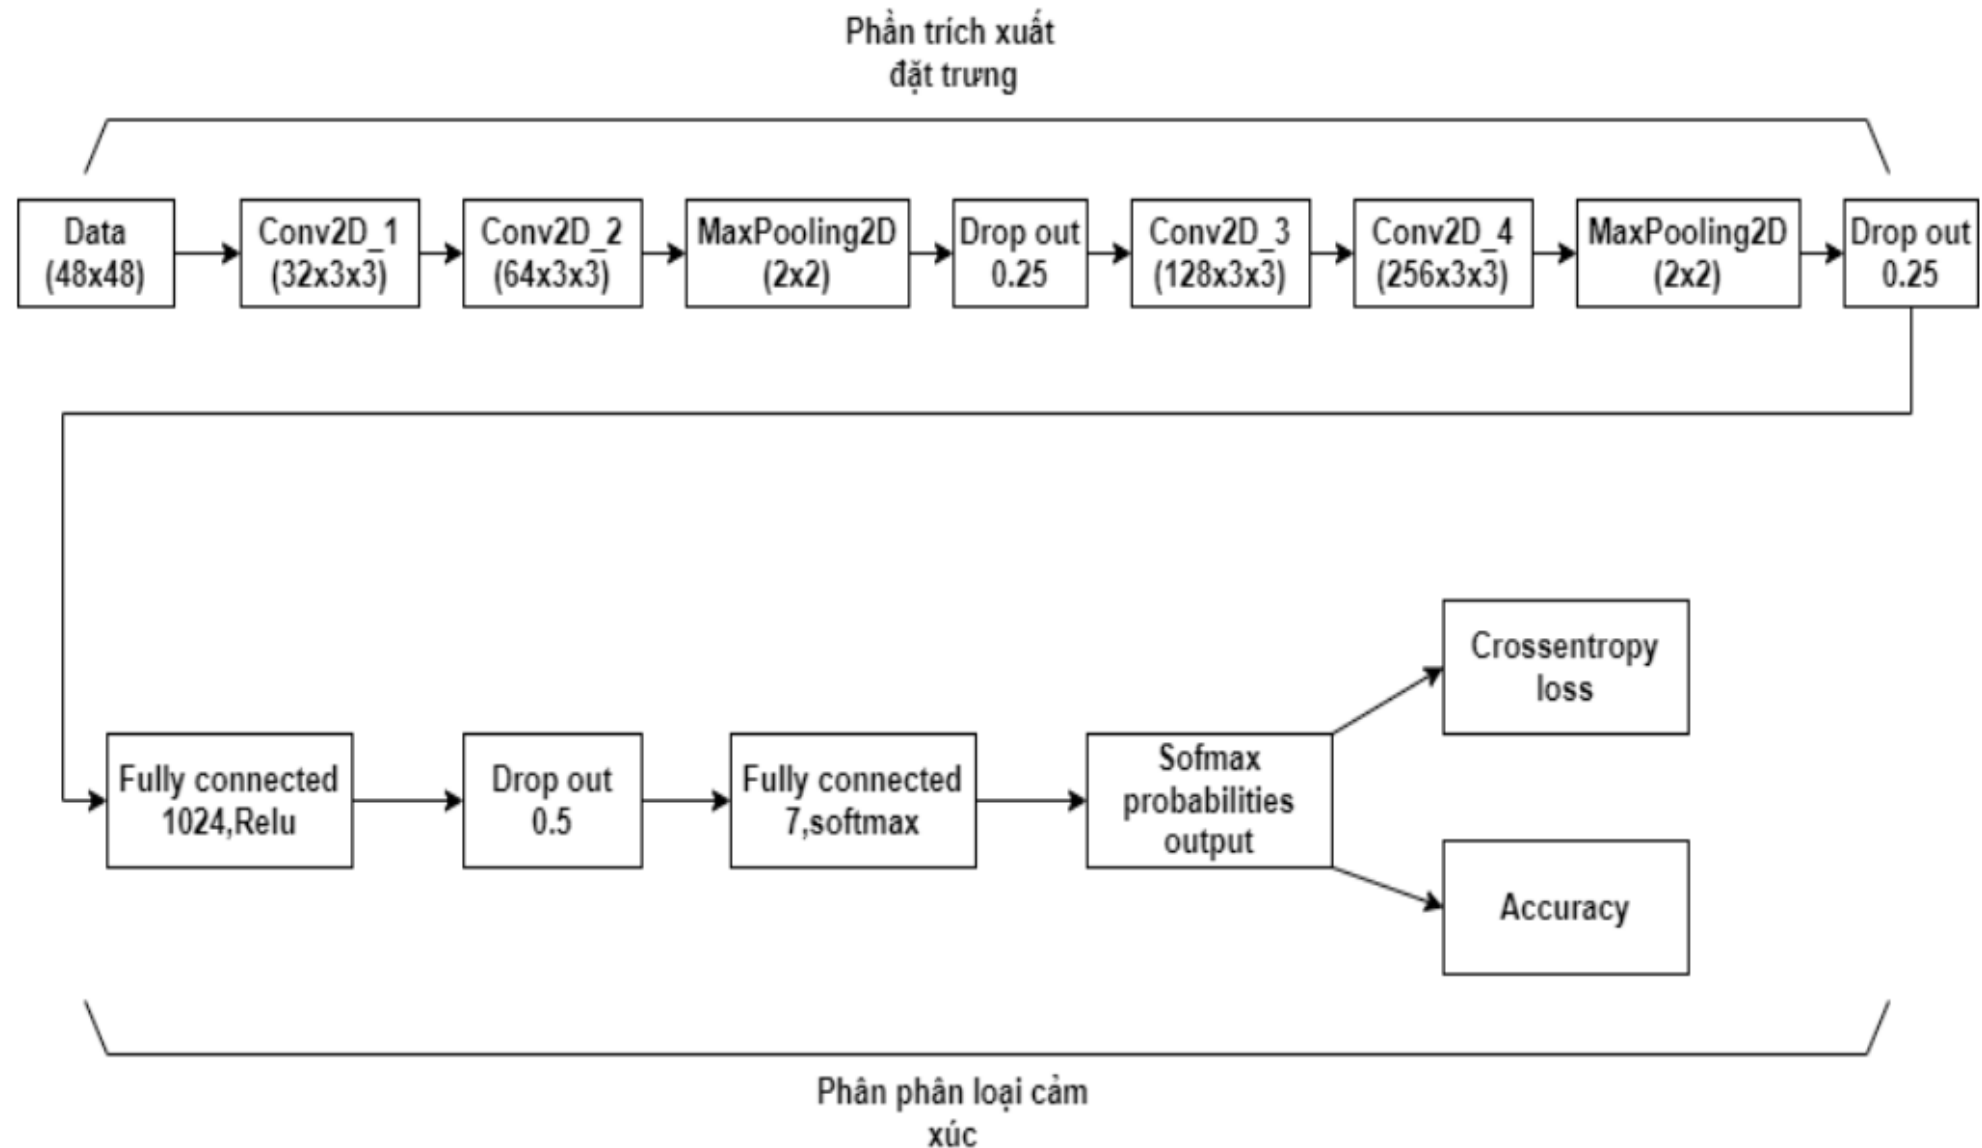 Phần trích xuất
đặt trưng
Data
(48x48)
Conv2D_1
(32x3x3)
Conv2D_2
(64x3x3)
MaxPooling2D
(2x2)
Drop out
0.25
Conv2D_3
(128x3x3)
Conv2D_4
(256x3x3)
MaxPooling2D
(2x2)
Drop out
0.25
Fully connected
1024,Relu
Drop out
0.5
Fully connected
7,softmax
Sofmax
probabilities
output
Crossentropy
loss
Accuracy
Phân phân loại cảm
xúc